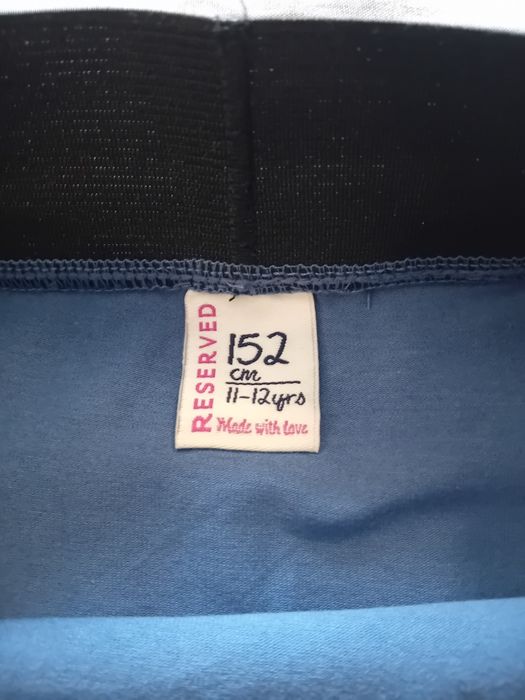 RESERVED
152
cm
11-12yrs
Made with love